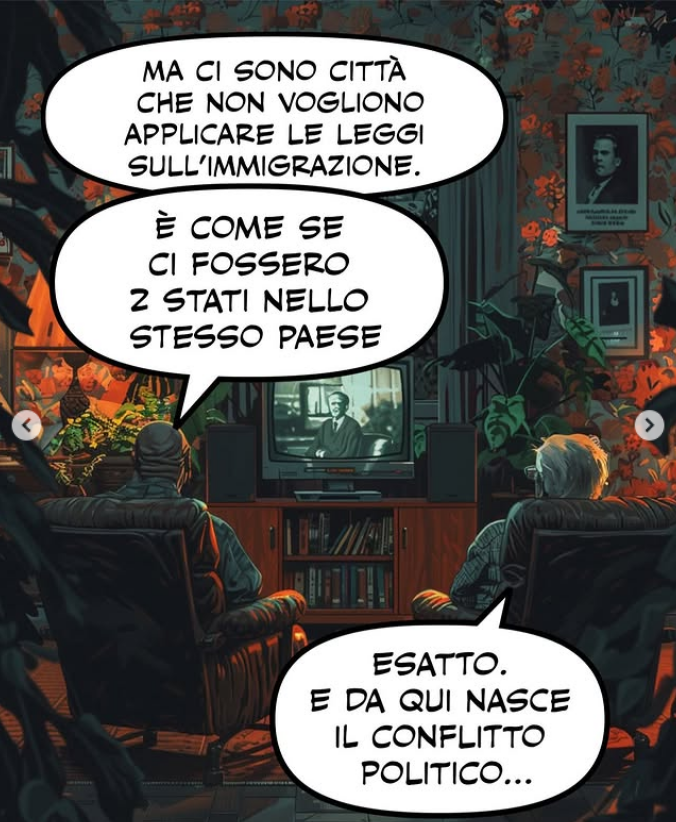 MA CI SONO CITTÀ
CHE NON VOGLIONO
APPLICARE LE LEGGI
SULL'IMMIGRAZIONE.
È COME SE
CI FOSSERO
2 STATI NELLO
STESSO PAESE
ESATTO.
E DA QUI NASCE
IL CONFLITTO
POLITICO...